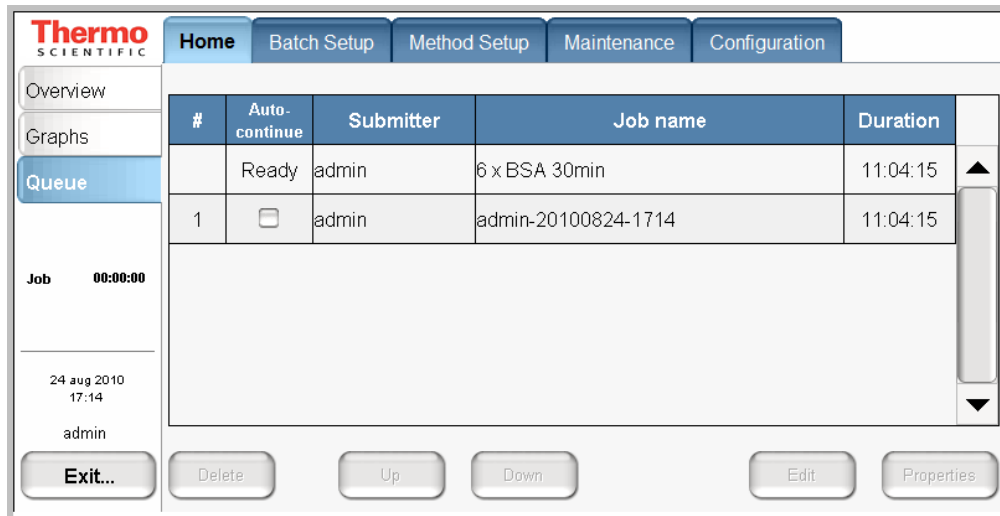 Thermo
SCIENTIFIC
Home
Batch Setup
Method Setup
Maintenance
Configuration
Overview
Graphs
Queue
Job 00:00:00
24 aug 2010
17:14
admin
Exit...
# Auto-continue Submitter Job name Duration
Ready admin 6 x BSA 30min 11:04:15
1 admin admin-20100824-1714 11:04:15
Delete
Up
Down
Edit
Properties